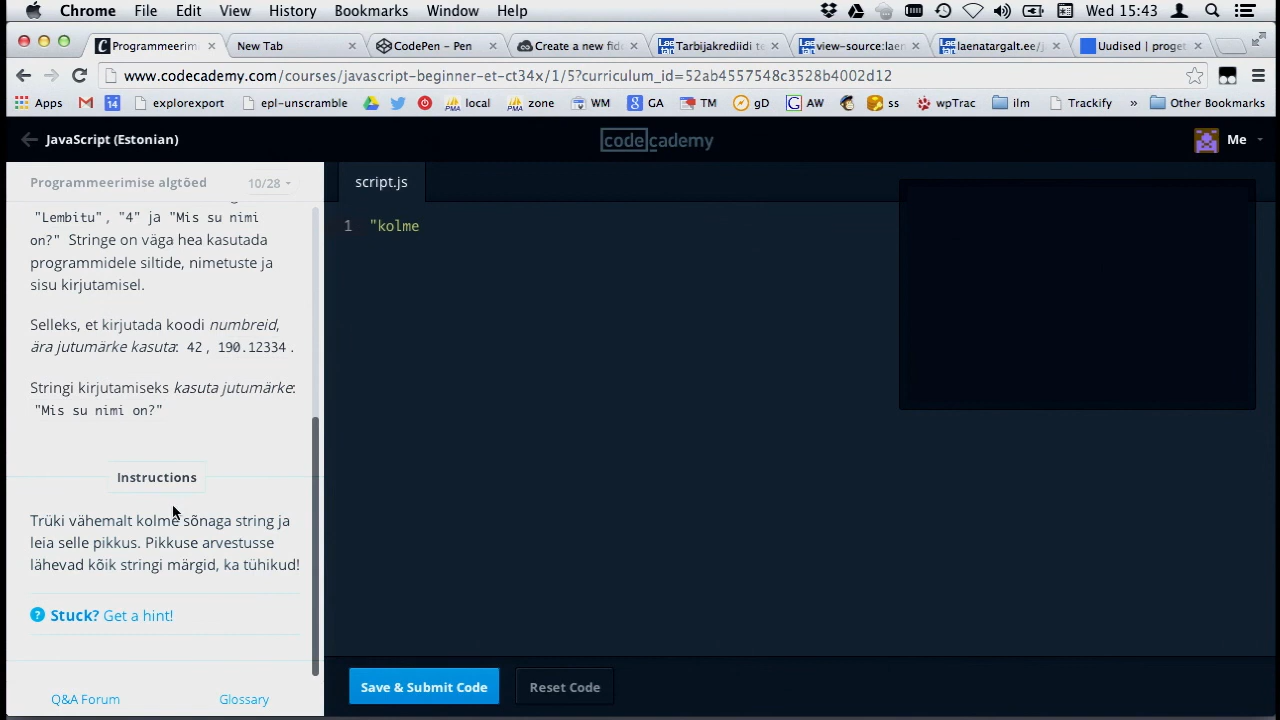 Chrome File Edit View History Bookmarks Window Help Wed 15:43
Programmeerim New Tab CodePen - Pen Create a new fid Tarbijakrediidi te view-source:laen laenatargalt.ee/j Uudised | proget
www.codecademy.com/courses/javascript-beginner-et-ct34x/1/5?curriculum_id=52ab4557548c3528b4002d12
Apps 14 explorerexport epl-unscramble local zone WM GA TM gD AW ss wpTrac ilm Trackify » Other Bookmarks
JavaScript (Estonian) codecademy Me
Programmeerimise algtõed 10/28 script.js
"Lembitu", "4" ja "Mis su nimi
on?" Stringe on väga hea kasutada
programmidele siltide, nimetuste ja
sisu kirjutamisel.
Selleks, et kirjutada koodi numbreid,
ära jutumärke kasuta: 42, 190.12334.
Stringi kirjutamiseks kasuta jutumärke:
"Mis su nimi on?"
Instructions
Trüki vähemalt kolme sõnaga string ja
leia selle pikkus. Pikkuse arvestusse
lähevad kõik stringi märgid, ka tühikud!
? Stuck? Get a hint!
Q&A Forum Glossary
1 "kolme
Save & Submit Code Reset Code